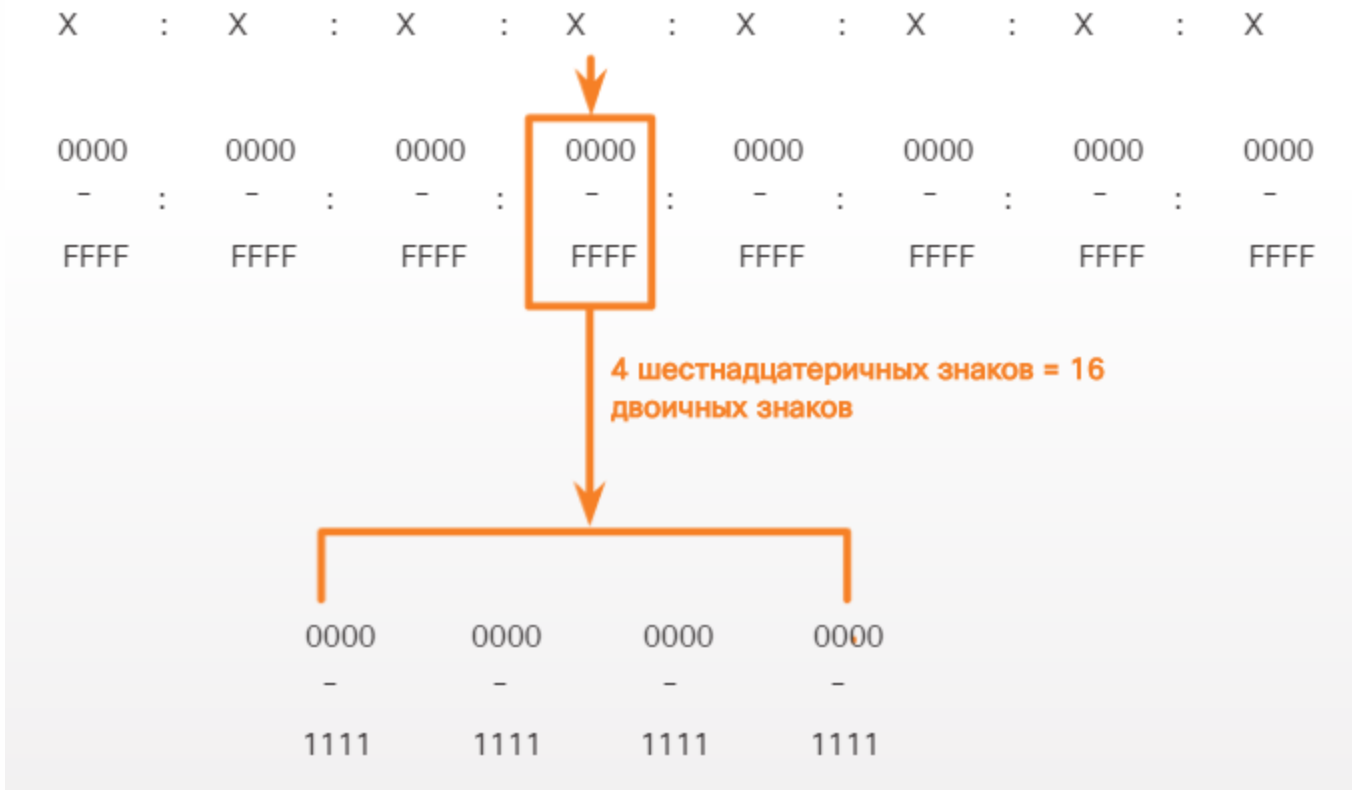 X : X : X : X : X : X : X : X
0000 0000 0000 0000 0000 0000 0000 0000
– : – : – : – : – : – : – : –
FFFF FFFF FFFF FFFF FFFF FFFF FFFF FFFF
4 шестнадцатеричных знаков = 16
двоичных знаков
0000 0000 0000 0000
– – – –
1111 1111 1111 1111